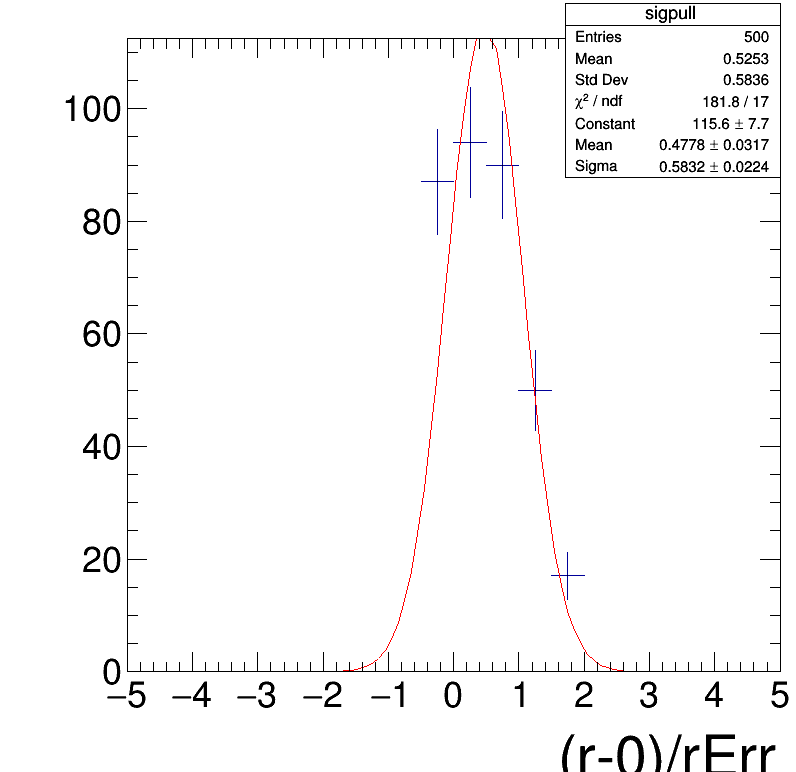 sigpull
Entries 500
Mean 0.5253
Std Dev 0.5836
χ² / ndf 181.8 / 17
Constant 115.6 ± 7.7
Mean 0.4778 ± 0.0317
Sigma 0.5832 ± 0.0224
100
80
60
40
20
0
−5 −4 −3 −2 −1 0 1 2 3 4 5
(r-0)/rErr